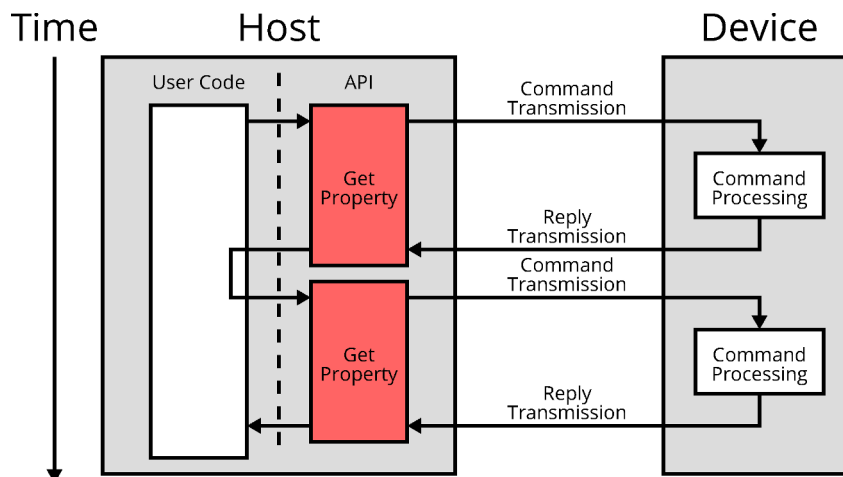 Time
Host
Device
User Code
API
Command
Transmission
Get
Property
Command
Processing
Reply
Transmission
Command
Transmission
Get
Property
Command
Processing
Reply
Transmission